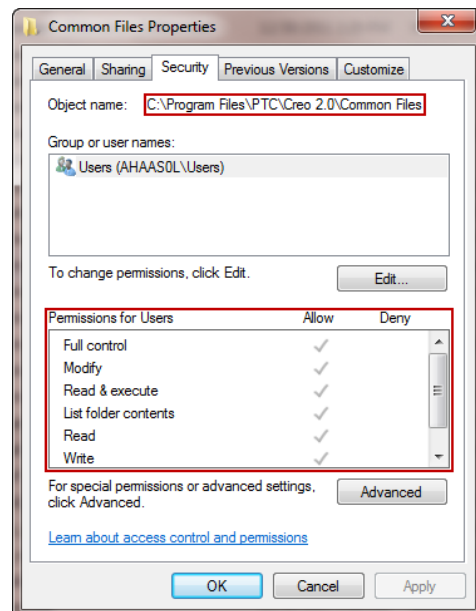 Common Files Properties
General Sharing Security Previous Versions Customize
Object name: C:\Program Files\PTC\Creo 2.0\Common Files
Group or user names:
Users (AHAAS0L\Users)
To change permissions, click Edit.
Edit...
Permissions for Users Allow Deny
Full control
Modify
Read & execute
List folder contents
Read
Write
For special permissions or advanced settings,
click Advanced.
Advanced
Learn about access control and permissions
OK Cancel Apply